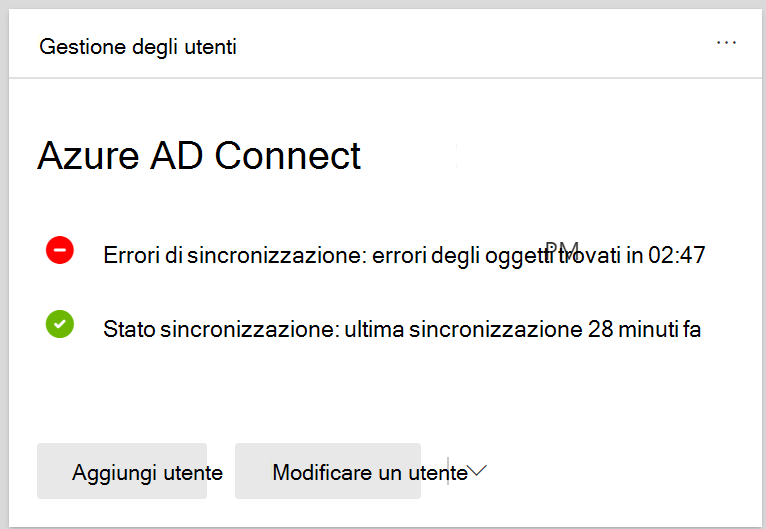 Gestione degli utenti
Azure AD Connect
Errori di sincronizzazione: errori degli oggetti trovati in 02:47
PM
Stato sincronizzazione: ultima sincronizzazione 28 minuti fa
Aggiungi utente
Modificare un utente